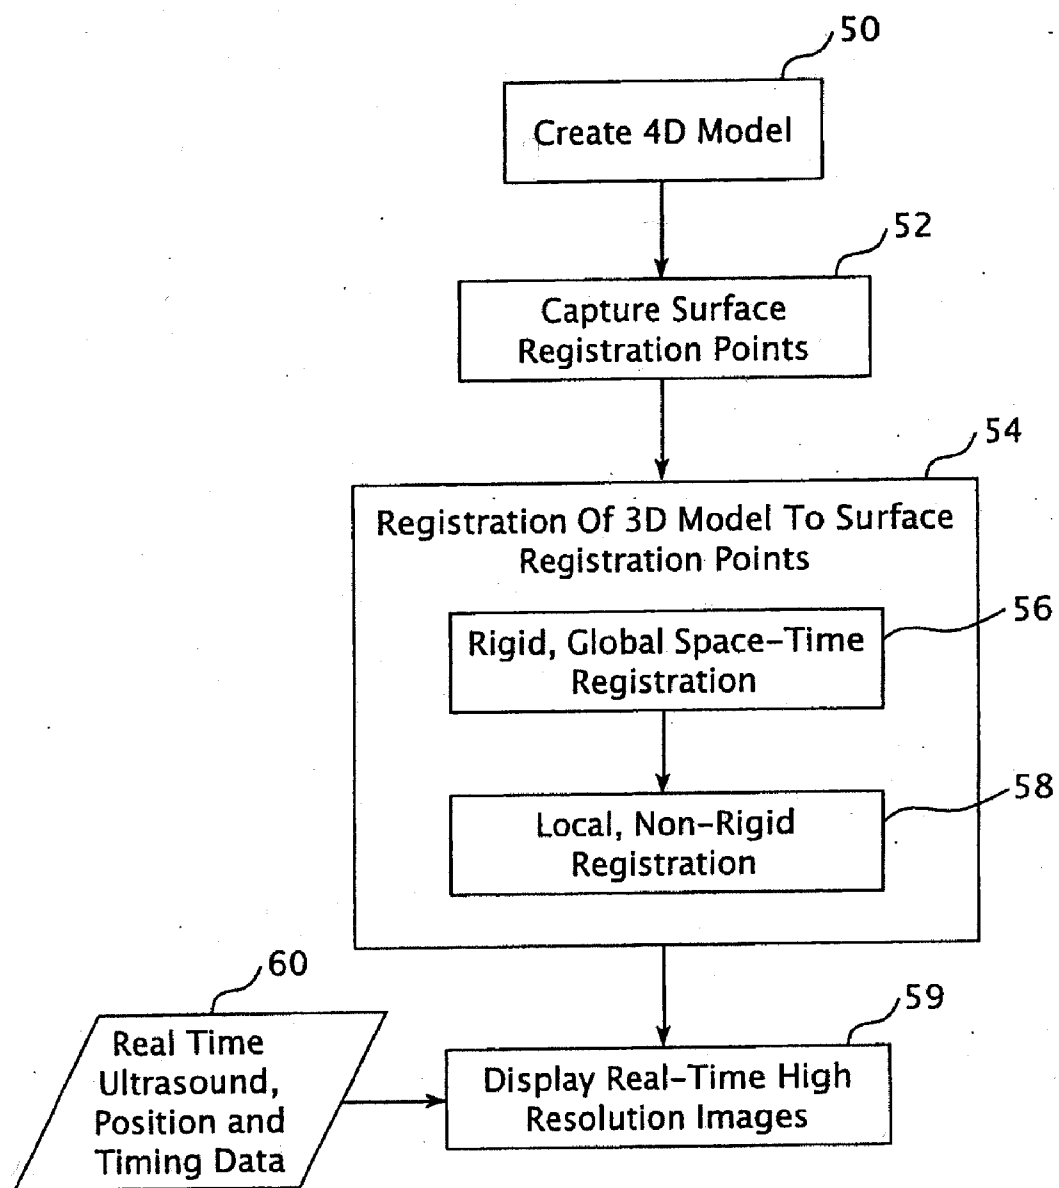 50
Create 4D Model
52
Capture Surface
Registration Points
54
Registration Of 3D Model To Surface
Registration Points
56
Rigid, Global Space-Time
Registration
58
Local, Non-Rigid
Registration
60
Real Time
Ultrasound,
Position and
Timing Data
59
Display Real-Time High
Resolution Images